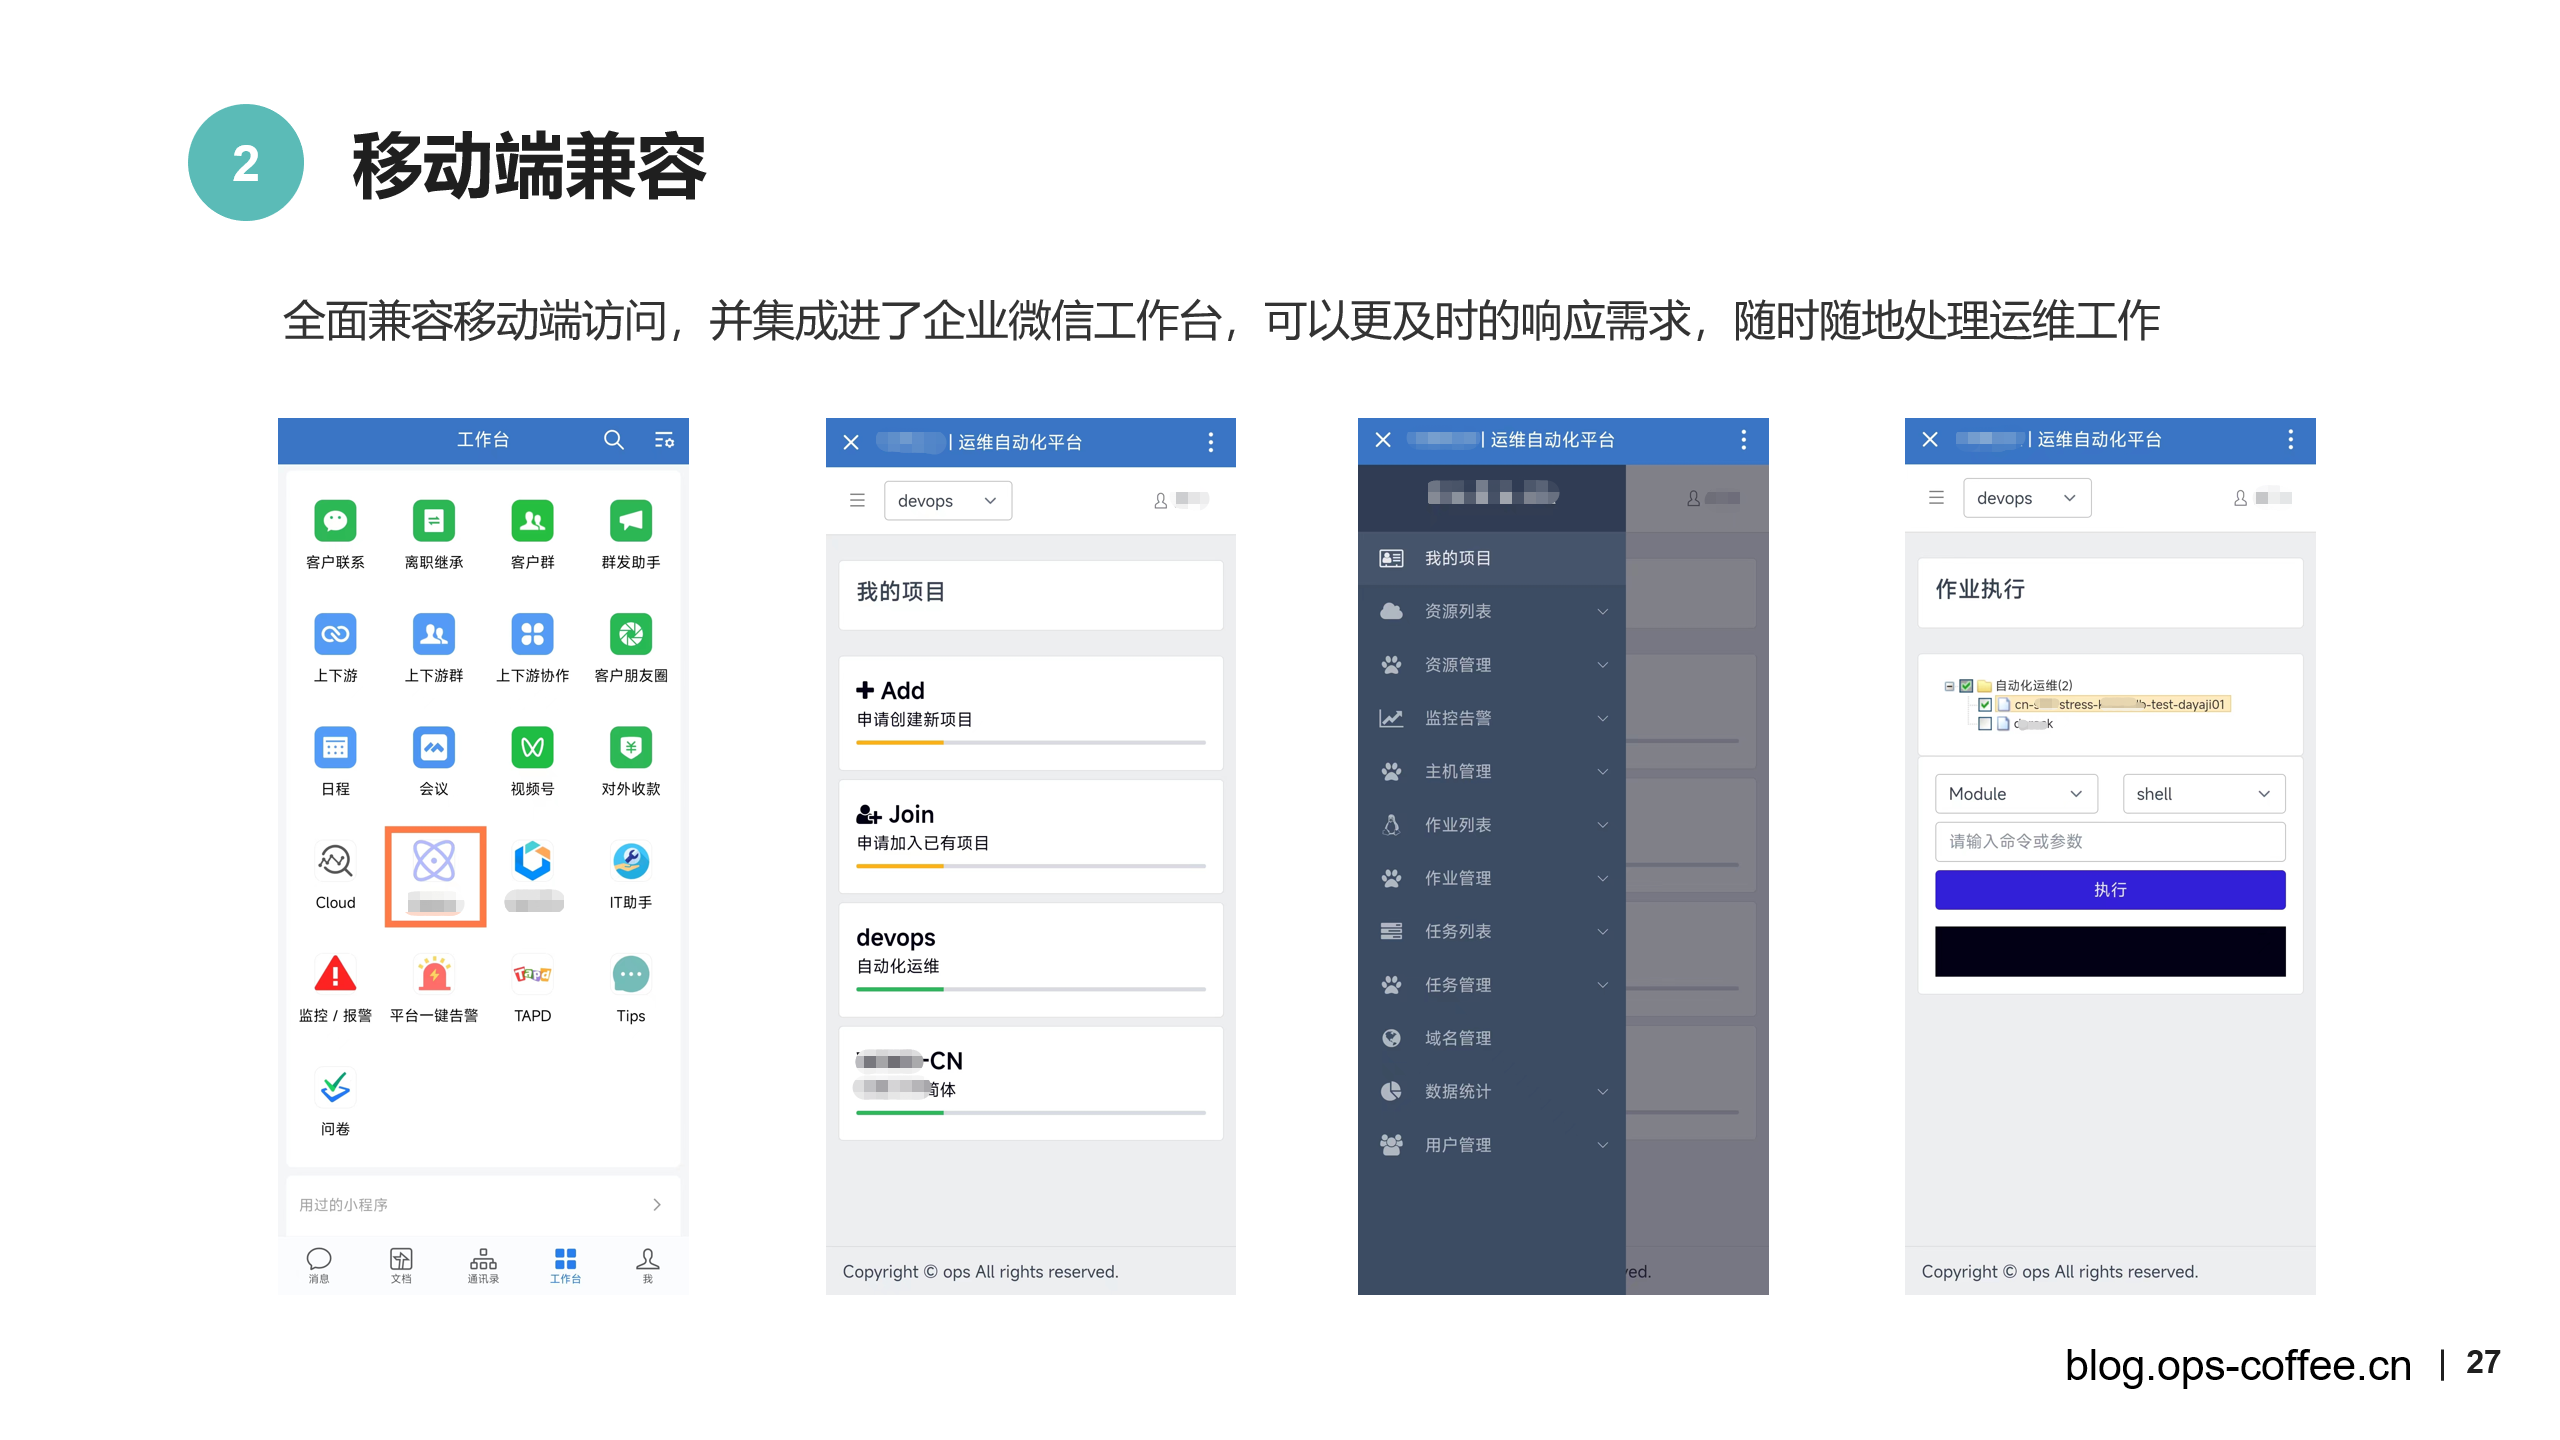 2
移动端兼容
全面兼容移动端访问，并集成进了企业微信工作台，可以更及时的响应需求，随时随地处理运维工作
工作台
客户联系 离职继承 客户群 群发助手
上下游 上下游群 上下游协作 客户朋友圈
日程 会议 视频号 对外收款
Cloud IT助手
监控 / 报警 平台一键告警 TAPD Tips
问卷
用过的小程序
消息 文档 通讯录 工作台 我
| 运维自动化平台
devops
我的项目
Add
申请创建新项目
Join
申请加入已有项目
devops
自动化运维
-CN
简体
Copyright © ops All rights reserved.
| 运维自动化平台
我的项目
资源列表
资源管理
监控告警
主机管理
作业列表
作业管理
任务列表
任务管理
域名管理
数据统计
用户管理
ved.
| 运维自动化平台
devops
作业执行
自动化运维(2)
cn- stress- -test-dayaji01
Module shell
请输入命令或参数
执行
Copyright © ops All rights reserved.
blog.ops-coffee.cn | 27